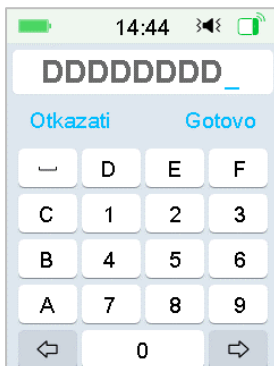 14:44
DDDDDDDD_
Otkazati Gotovo
D E F
C 1 2 3
B 4 5 6
A 7 8 9
0